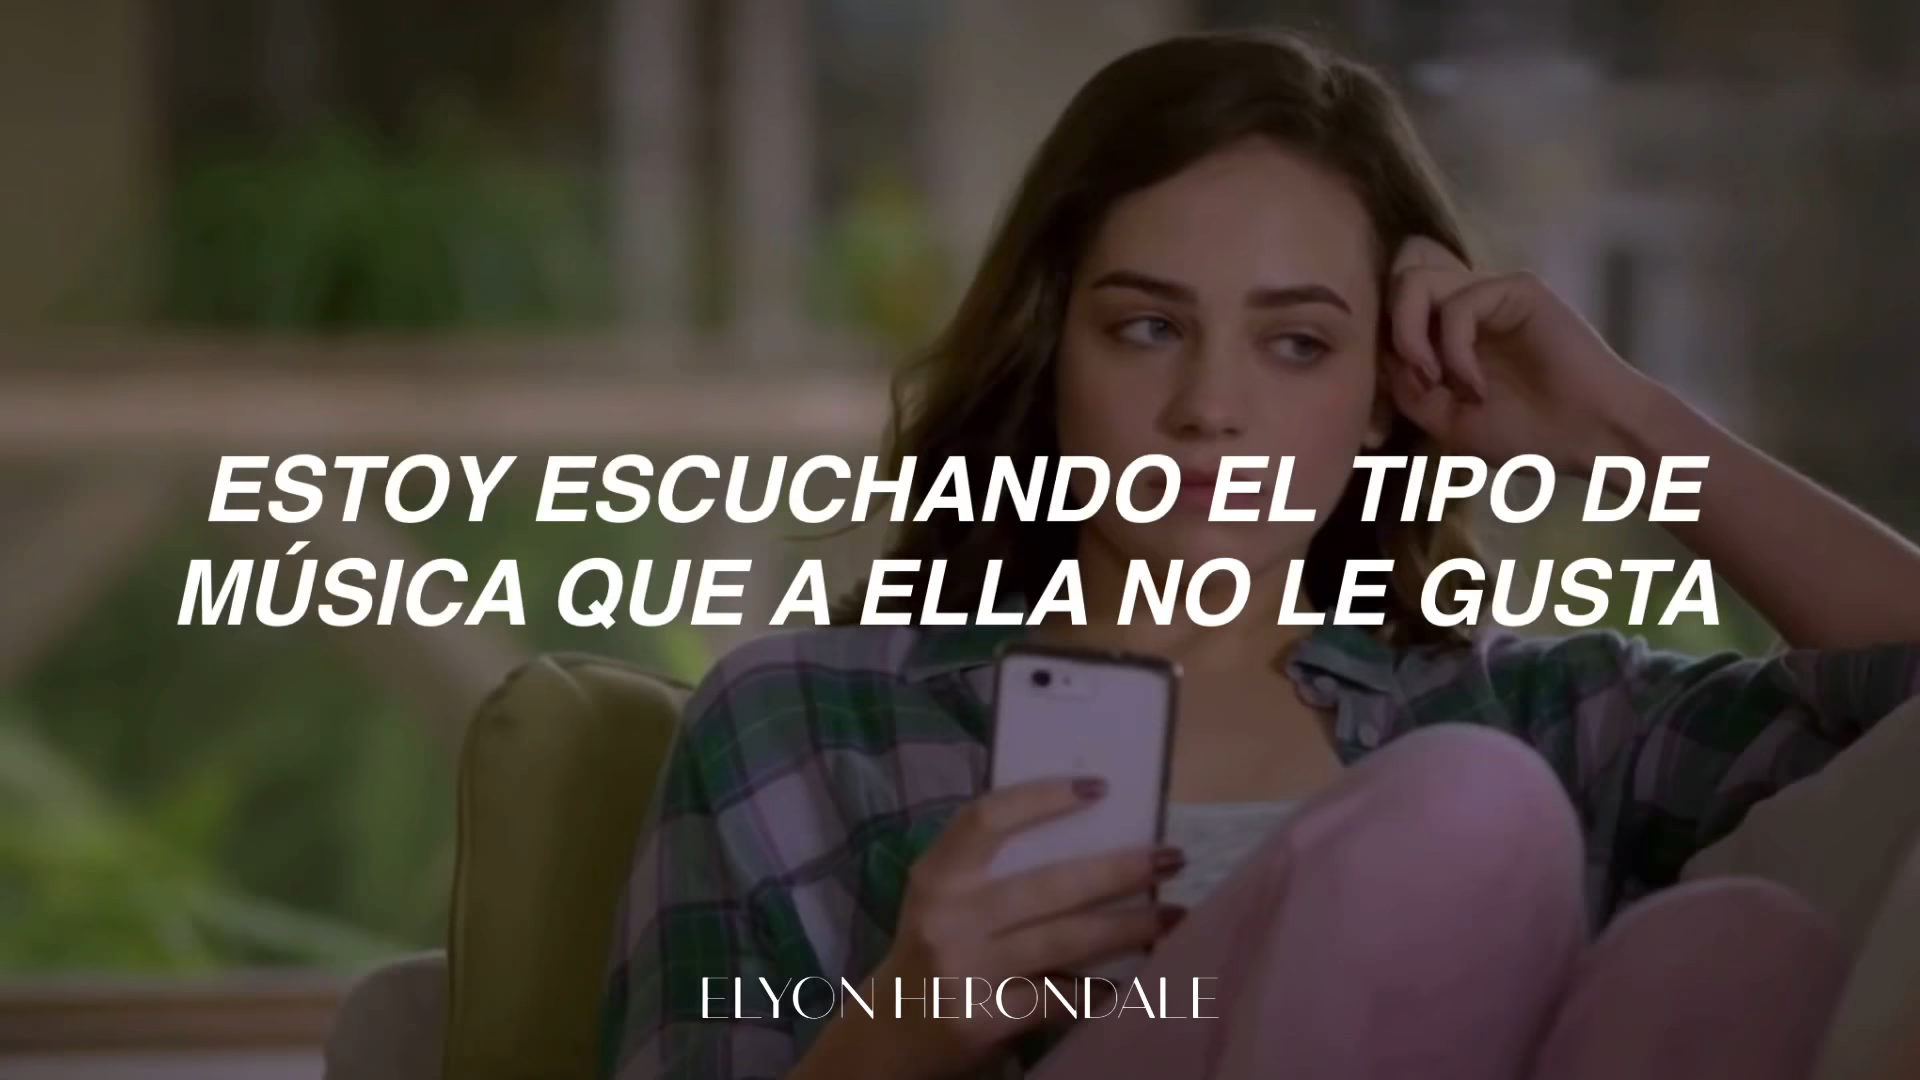 ESTOY ESCUCHANDO EL TIPO DE
MÚSICA QUE A ELLA NO LE GUSTA
ELYON HERONDALE